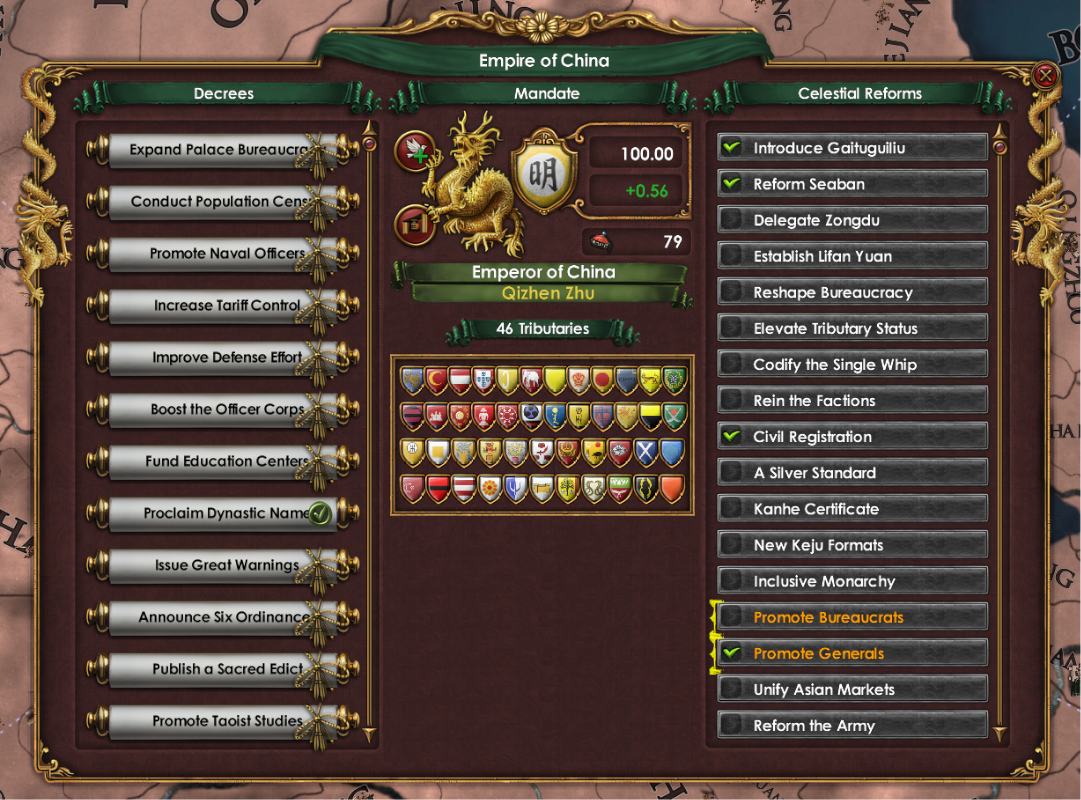 Empire of China
Decrees
Expand Palace Bureaucra
Conduct Population Cens
Promote Naval Officers
Increase Tariff Control
Improve Defense Effort
Boost the Officer Corps
Fund Education Centers
Proclaim Dynastic Name
Issue Great Warnings
Announce Six Ordinance
Publish a Sacred Edict
Promote Taoist Studies
Mandate
明
100.00
+0.56
79
Emperor of China
Qizhen Zhu
46 Tributaries
Celestial Reforms
Introduce Gaituguiliu
Reform Seaban
Delegate Zongdu
Establish Lifan Yuan
Reshape Bureaucracy
Elevate Tributary Status
Codify the Single Whip
Rein the Factions
Civil Registration
A Silver Standard
Kanhe Certificate
New Keju Formats
Inclusive Monarchy
Promote Bureaucrats
Promote Generals
Unify Asian Markets
Reform the Army